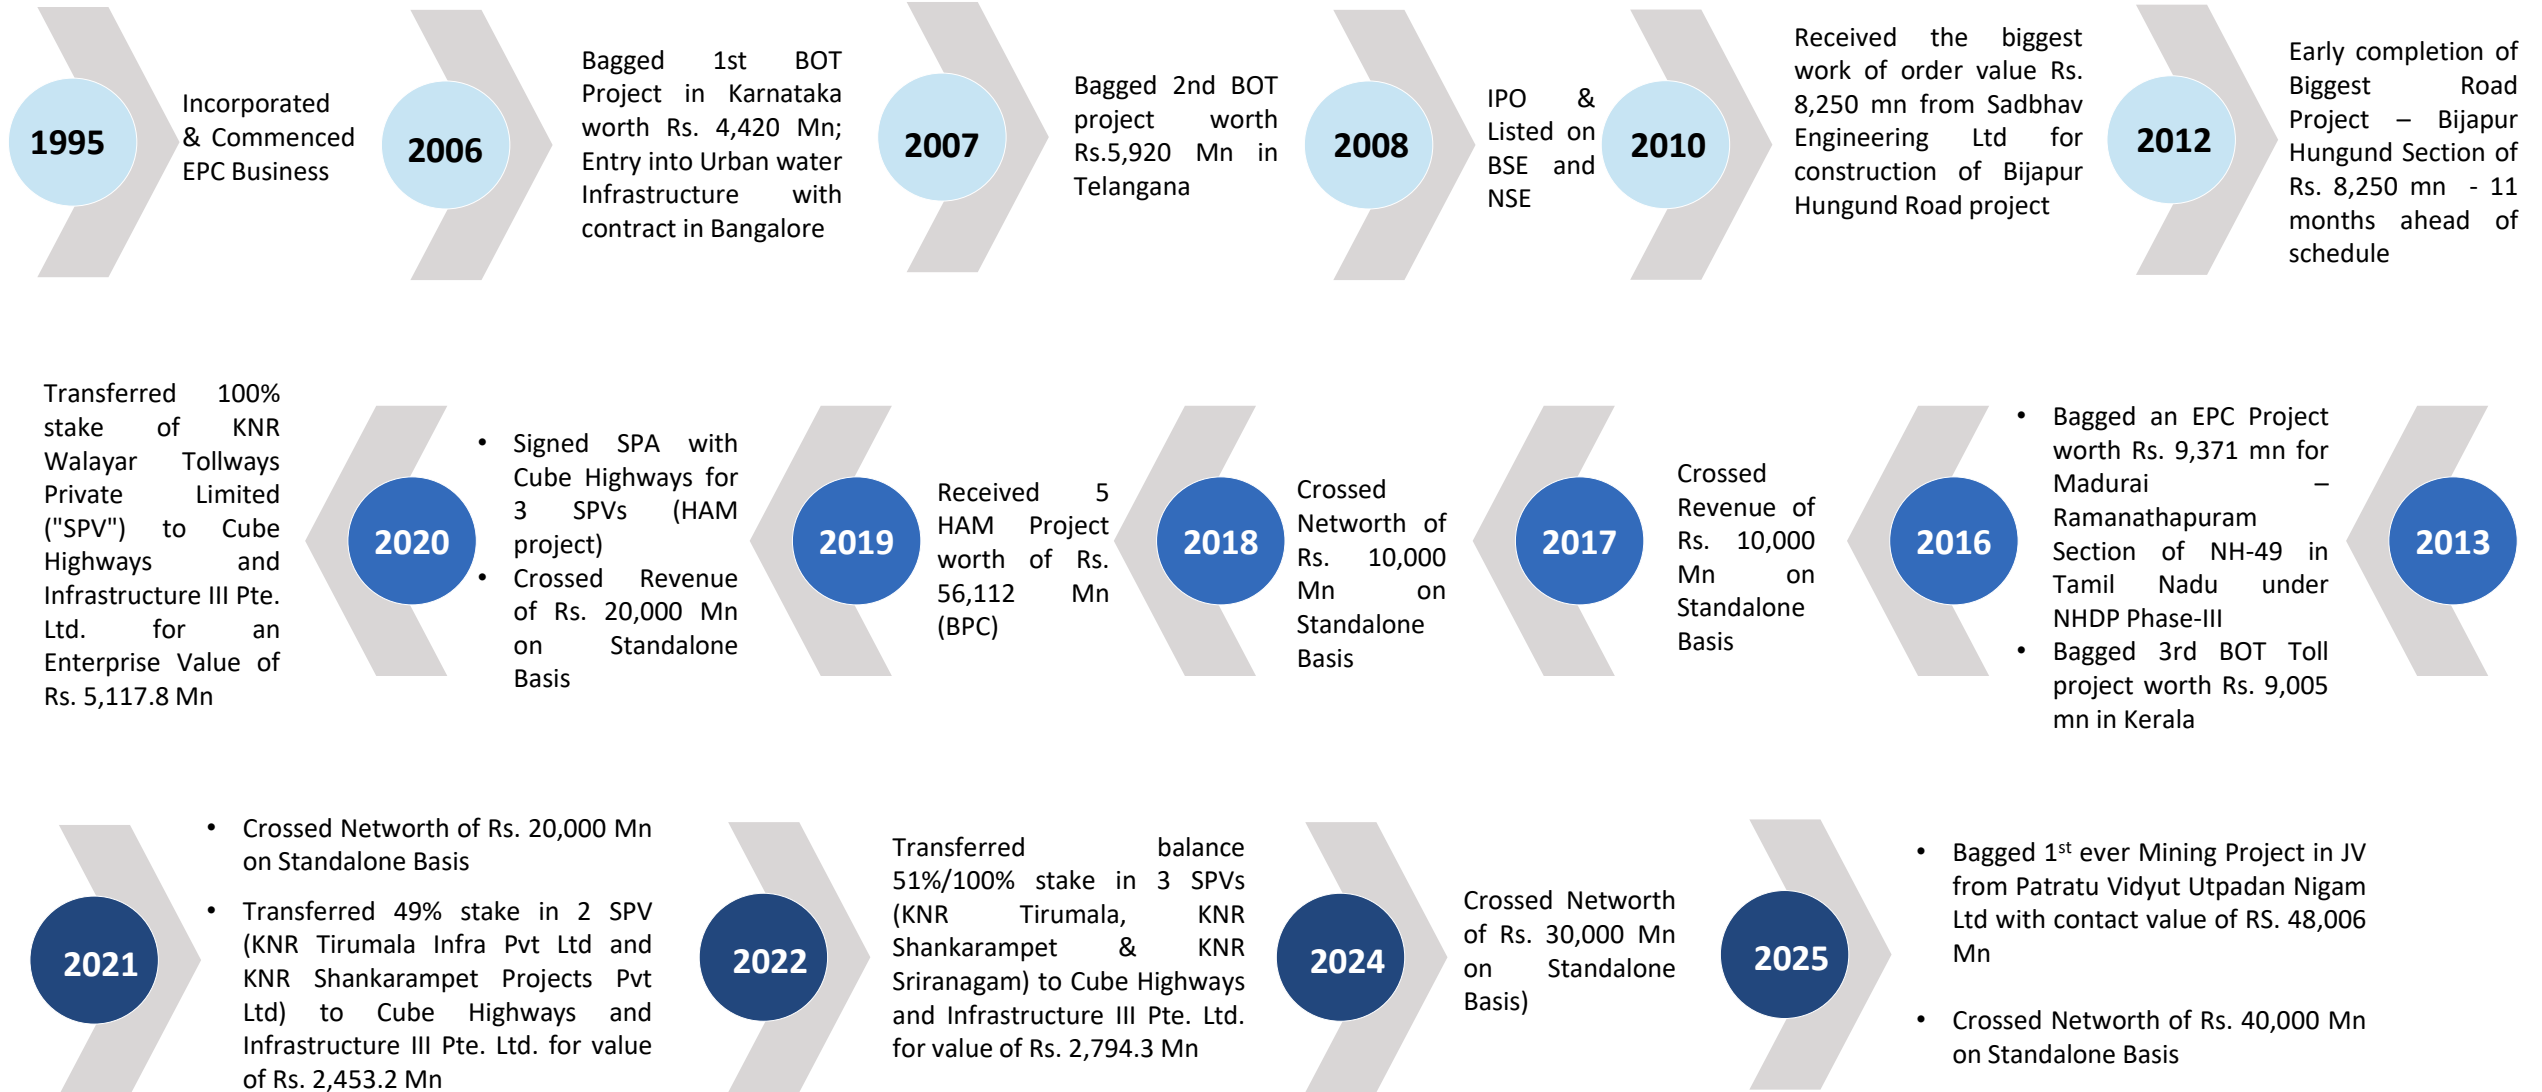 1995
Incorporated
& Commenced
EPC Business
2006
Bagged 1st BOT
Project in Karnataka
worth Rs. 4,420 Mn;
Entry into Urban water
Infrastructure with
contract in Bangalore
2007
Bagged 2nd BOT
project worth
Rs.5,920 Mn in
Telangana
2008
IPO &
Listed on
BSE and
NSE
2010
Received the biggest
work of order value Rs.
8,250 mn from Sadbhav
Engineering Ltd for
construction of Bijapur
Hungund Road project
2012
Early completion of
Biggest Road
Project – Bijapur
Hungund Section of
Rs. 8,250 mn - 11
months ahead of
schedule
2013
• Bagged an EPC Project
worth Rs. 9,371 mn for
Madurai –
Ramanathapuram
Section of NH-49 in
Tamil Nadu under
NHDP Phase-III
• Bagged 3rd BOT Toll
project worth Rs. 9,005
mn in Kerala
2016
Crossed
Revenue of
Rs. 10,000
Mn on
Standalone
Basis
2017
Crossed
Networth of
Rs. 10,000
Mn on
Standalone
Basis
2018
Received 5
HAM Project
worth of Rs.
56,112 Mn
(BPC)
2019
• Signed SPA with
Cube Highways for
3 SPVs (HAM
project)
• Crossed Revenue
of Rs. 20,000 Mn
on Standalone
Basis
2020
Transferred 100%
stake of KNR
Walayar Tollways
Private Limited
("SPV") to Cube
Highways and
Infrastructure III Pte.
Ltd. for an
Enterprise Value of
Rs. 5,117.8 Mn
2021
• Crossed Networth of Rs. 20,000 Mn
on Standalone Basis
• Transferred 49% stake in 2 SPV
(KNR Tirumala Infra Pvt Ltd and
KNR Shankarampet Projects Pvt
Ltd) to Cube Highways and
Infrastructure III Pte. Ltd. for value
of Rs. 2,453.2 Mn
2022
Transferred balance
51%/100% stake in 3 SPVs
(KNR Tirumala, KNR
Shankarampet & KNR
Sriranagam) to Cube Highways
and Infrastructure III Pte. Ltd.
for value of Rs. 2,794.3 Mn
2024
Crossed Networth
of Rs. 30,000 Mn
on Standalone
Basis)
2025
• Bagged 1st ever Mining Project in JV
from Patratu Vidyut Utpadan Nigam
Ltd with contact value of RS. 48,006
Mn
• Crossed Networth of Rs. 40,000 Mn
on Standalone Basis